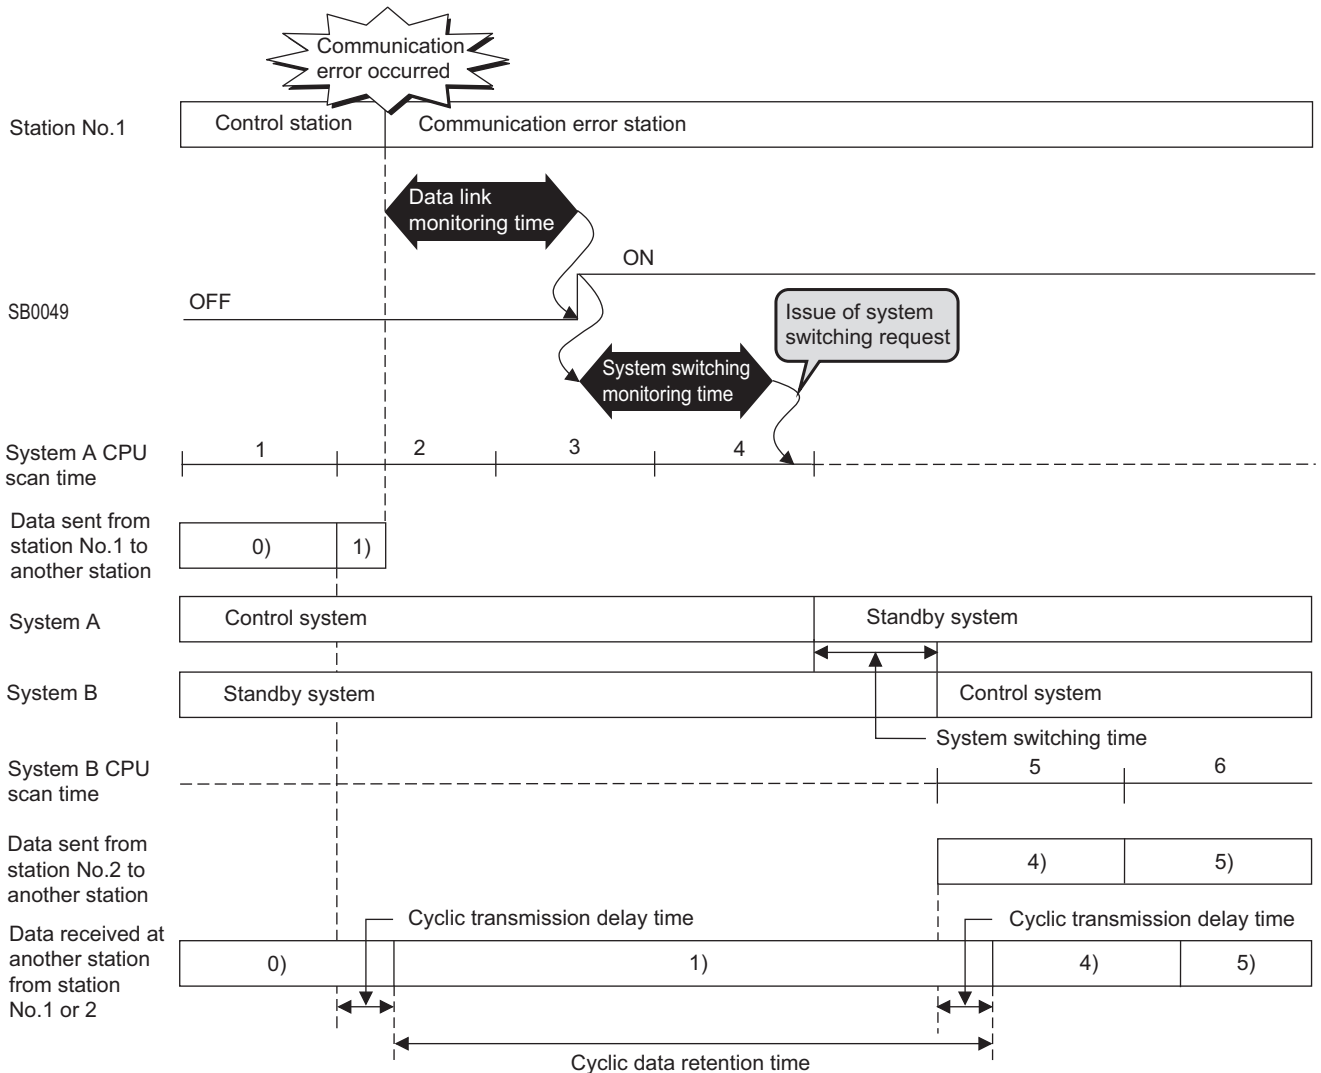 Communication
error occurred
Station No.1
Control station
Communication error station
Data link
monitoring time
ON
SB0049
OFF
Issue of system
switching request
System switching
monitoring time
System A CPU
scan time
1
2
3
4
Data sent from
station No.1 to
another station
0)
1)
System A
Control system
Standby system
System B
Standby system
Control system
System switching time
System B CPU
scan time
5
6
Data sent from
station No.2 to
another station
4)
5)
Cyclic transmission delay time
Cyclic transmission delay time
Data received at
another station
from station
No.1 or 2
0)
1)
4)
5)
Cyclic data retention time